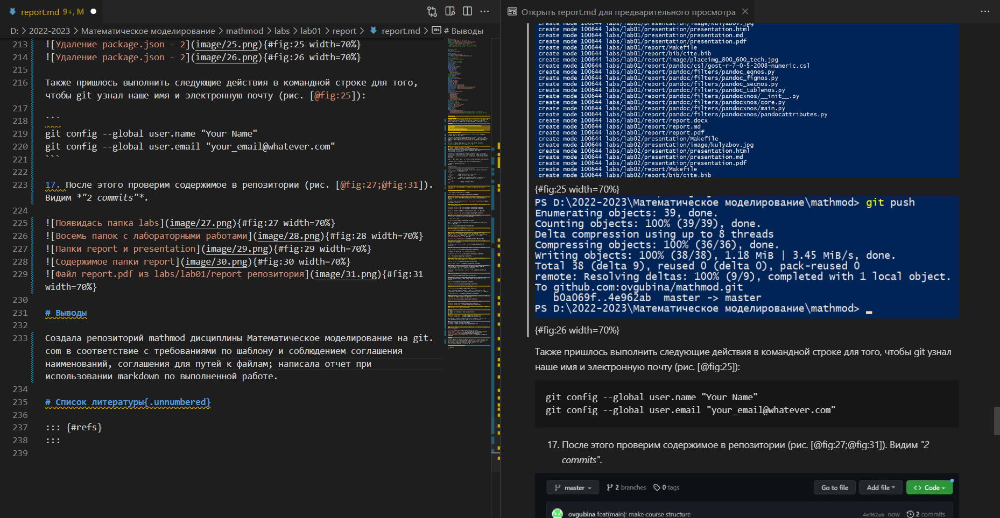 report.md 9+, M
D: > 2022-2023 > Математическое моделирование > mathmod > labs > lab01 > report > report.md > # Выводы
213 ![Удаление package.json - 2](image/25.png){#fig:25 width=70%}
214 ![Удаление package.json - 2](image/26.png){#fig:26 width=70%}
215
216 Также пришлось выполнить следующие действия в командной строке для того,
чтобы git узнал наше имя и электронную почту (рис. [@fig:25]):
217
218 ```
219 git config --global user.name "Your Name"
220 git config --global user.email "your_email@whatever.com"
221 ```
222
223 17. После этого проверим содержимое в репозитории (рис. [@fig:27;@fig:31]).
Видим *"2 commits"*.
224
225 ![Появидась папка labs](image/27.png){#fig:27 width=70%}
226 ![Восемь папок с лабораторными работами](image/28.png){#fig:28 width=70%}
227 ![Папки report и presentation](image/29.png){#fig:29 width=70%}
228 ![Содержимое папки report](image/30.png){#fig:30 width=70%}
229 ![Файл report.pdf из labs/lab01/report репозитория](image/31.png){#fig:31
width=70%}
230
231 # Выводы
232
233 Создала репозиторий mathmod дисциплины Математическое моделирование на git.
com в соответствие с требованиями по шаблону и соблюдением соглашения
наименований, соглашения для путей к файлам; написала отчет при
использовании markdown по выполненной работе.
234
235 # Список литературы{.unnumbered}
236
237 ::: {#refs}
238 :::
239
Открыть report.md для предварительного просмотра
create mode 100644 labs/lab01/presentation/image/kulyabov.jpg
create mode 100644 labs/lab01/presentation/presentation.html
create mode 100644 labs/lab01/presentation/presentation.md
create mode 100644 labs/lab01/presentation/presentation.pdf
create mode 100644 labs/lab01/report/Makefile
create mode 100644 labs/lab01/report/bib/cite.bib
create mode 100644 labs/lab01/report/image/placeimg_800_600_tech.jpg
create mode 100644 labs/lab01/report/pandoc/csl/gost-r-7-0-5-2008-numeric.csl
create mode 100644 labs/lab01/report/pandoc/filters/pandoc_eqnos.py
create mode 100644 labs/lab01/report/pandoc/filters/pandoc_fignos.py
create mode 100644 labs/lab01/report/pandoc/filters/pandoc_secnos.py
create mode 100644 labs/lab01/report/pandoc/filters/pandoc_tablenos.py
create mode 100644 labs/lab01/report/pandoc/filters/pandocxnos/__init__.py
create mode 100644 labs/lab01/report/pandoc/filters/pandocxnos/core.py
create mode 100644 labs/lab01/report/pandoc/filters/pandocxnos/main.py
create mode 100644 labs/lab01/report/pandoc/filters/pandocxnos/pandocattributes.py
create mode 100644 labs/lab01/report/report.docx
create mode 100644 labs/lab01/report/report.md
create mode 100644 labs/lab01/report/report.pdf
create mode 100644 labs/lab02/presentation/Makefile
create mode 100644 labs/lab02/presentation/image/kulyabov.jpg
create mode 100644 labs/lab02/presentation/presentation.html
create mode 100644 labs/lab02/presentation/presentation.md
create mode 100644 labs/lab02/presentation/presentation.pdf
create mode 100644 labs/lab02/report/Makefile
create mode 100644 labs/lab02/report/bib/cite.bib
{#fig:25 width=70%}
PS D:\2022-2023\Математическое моделирование\mathmod> git push
Enumerating objects: 39, done.
Counting objects: 100% (39/39), done.
Delta compression using up to 8 threads
Compressing objects: 100% (36/36), done.
Writing objects: 100% (38/38), 1.18 MiB | 3.45 MiB/s, done.
Total 38 (delta 9), reused 0 (delta 0), pack-reused 0
remote: Resolving deltas: 100% (9/9), completed with 1 local object.
To github.com:ovgubina/mathmod.git
b0a069f..4e962ab master -> master
PS D:\2022-2023\Математическое моделирование\mathmod>
{#fig:26 width=70%}
Также пришлось выполнить следующие действия в командной строке для того, чтобы git узнал
наше имя и электронную почту (рис. [@fig:25]):
git config --global user.name "Your Name"
git config --global user.email "your_email@whatever.com"
17. После этого проверим содержимое в репозитории (рис. [@fig:27;@fig:31]). Видим "2
commits".
master 2 branches 0 tags Go to file Add file Code
ovgubina feat(main): make course structure 4e962ab now 2 commits